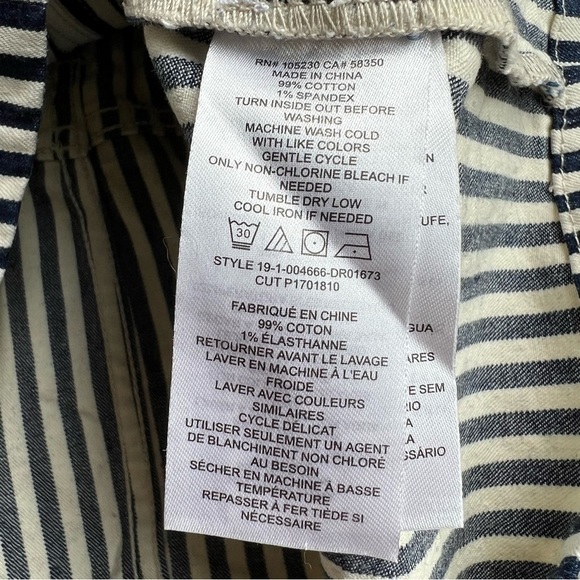 RN# 105230 CA# 58350
MADE IN CHINA
99% COTTON
1% SPANDEX
TURN INSIDE OUT BEFORE
WASHING
MACHINE WASH COLD
WITH LIKE COLORS
GENTLE CYCLE
ONLY NON-CHLORINE BLEACH IF
NEEDED
TUMBLE DRY LOW
COOL IRON IF NEEDED
30
STYLE 19-1-004666-DR01673
CUT P1701810
FABRIQUÉ EN CHINE
99% COTON
1% ÉLASTHANNE
RETOURNER AVANT LE LAVAGE
LAVER EN MACHINE À L'EAU
FROIDE
LAVER AVEC COULEURS
SIMILAIRES
CYCLE DÉLICAT
UTILISER SEULEMENT UN AGENT
DE BLANCHIMENT NON CHLORÉ
AU BESOIN
SÉCHER EN MACHINE À BASSE
TEMPÉRATURE
REPASSER À FER TIÈDE SI
NÉCESSAIRE